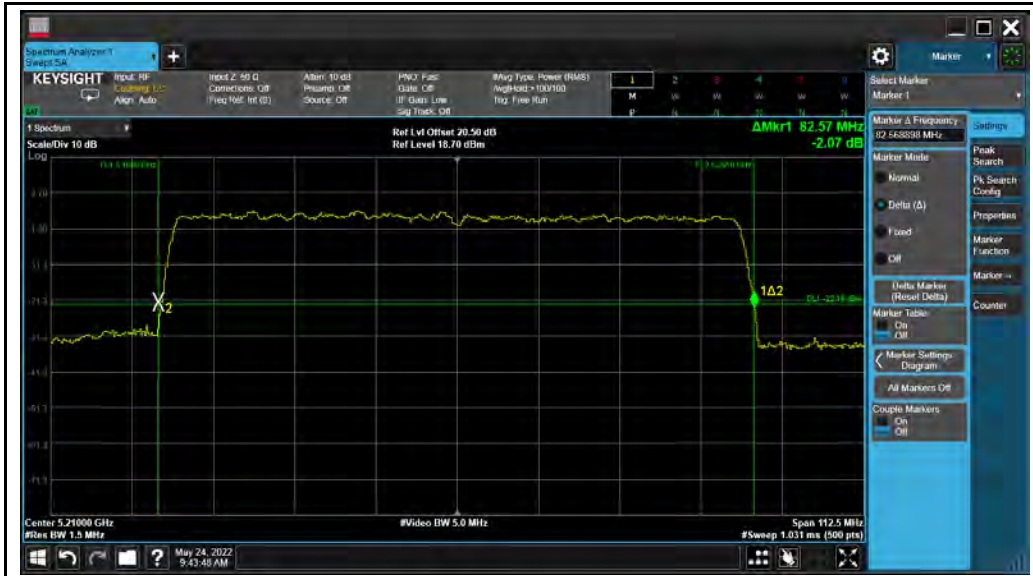 Spectrum Analyzer 1
Swept SA
+
Marker
KEYSIGHT
Input: RF
Coupling: DC
Align: Auto
Input Z: 50 Ω
Corrections: Off
Freq Ref: Int (S)
Atten: 10 dB
Preamp: Off
Source: Off
PNO: Fast
Gate: Off
IF Gain: Low
Sig Track: Off
#Avg Type: Power (RMS)
Avg|Hold:>100/100
Trig: Free Run
1 2 3 4
M W W W W W
P N N N N N
Select Marker
Marker 1
1 Spectrum
Scale/Div 10 dB
Log
Ref Lvl Offset 20.50 dB
Ref Level 18.70 dBm
ΔMkr1 82.57 MHz
-2.07 dB
Marker Δ Frequency
82.568898 MHz
Settings
Marker Mode
Normal
Delta (Δ)
Fixed
Off
Peak
Search
Pk Search
Config
Properties
Marker
Function
Marker→
Counter
Delta Marker
(Reset Delta)
Marker Table
On
Off
Marker Settings
Diagram
All Markers Off
Couple Markers
On
Off
8.70
X2
1Δ2
Center 5.21000 GHz
#Res BW 1.5 MHz
#Video BW 5.0 MHz
Span 112.5 MHz
#Sweep 1.031 ms (500 pts)
?
May 24, 2022
9:43:46 AM